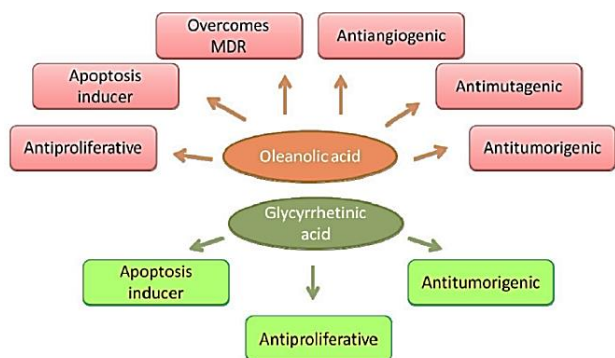 Overcomes
MDR
Antiangiogenic
Apoptosis
inducer
Antimutagenic
Antiproliferative
Oleanolic acid
Antitumorigenic
Glycyrrhetinic
acid
Apoptosis
inducer
Antitumorigenic
Antiproliferative